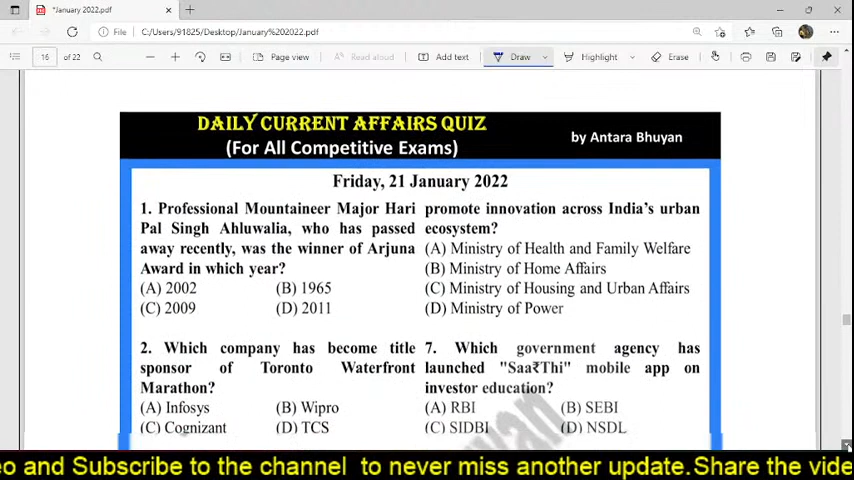 *January 2022.pdf
File
C:/Users/91825/Desktop/January%202022.pdf
16 of 22
Page view
Read aloud
Add text
Draw
Highlight
Erase
DAILY CURRENT AFFAIRS QUIZ
(For All Competitive Exams)
by Antara Bhuyan
Friday, 21 January 2022
1. Professional Mountaineer Major Hari
Pal Singh Ahluwalia, who has passed
away recently, was the winner of Arjuna
Award in which year?
(A) 2002 (B) 1965
(C) 2009 (D) 2011
2. Which company has become title
sponsor of Toronto Waterfront
Marathon?
(A) Infosys (B) Wipro
(C) Cognizant (D) TCS
promote innovation across India's urban
ecosystem?
(A) Ministry of Health and Family Welfare
(B) Ministry of Home Affairs
(C) Ministry of Housing and Urban Affairs
(D) Ministry of Power
7. Which government agency has
launched "Saa₹Thi" mobile app on
investor education?
(A) RBI (B) SEBI
(C) SIDBI (D) NSDL
eo and Subscribe to the channel to never miss another update.Share the vide